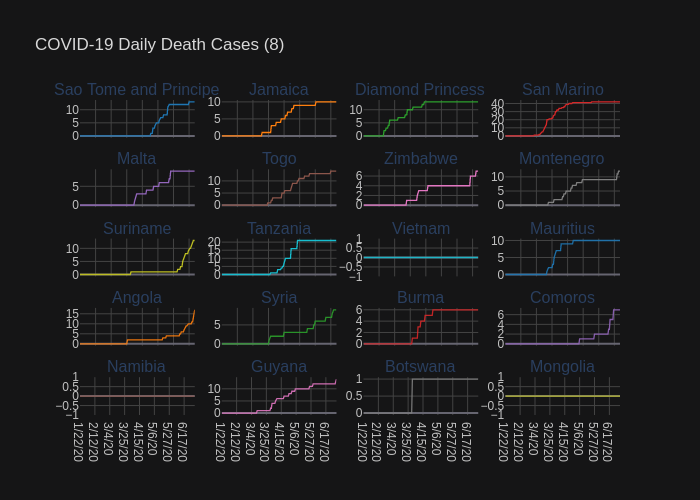 COVID-19 Daily Death Cases (8)
Sao Tome and Principe Jamaica Diamond Princess San Marino
10 5 0
10 5 0
10 5 0
40 30 20 10 0
Malta Togo Zimbabwe Montenegro
5 0
10 5 0
6 4 2 0
10 5 0
Suriname Tanzania Vietnam Mauritius
10 5 0
20 15 10 5 0
1 0.5 0 −0.5 −1
10 5 0
Angola Syria Burma Comoros
15 10 5 0
5 0
6 4 2 0
6 4 2 0
Namibia Guyana Botswana Mongolia
1 0.5 0 −0.5 −1
10 5 0
1 0.5 0
1 0.5 0 −0.5 −1
1/22/20 2/12/20 3/4/20 3/25/20 4/15/20 5/6/20 5/27/20 6/17/20
1/22/20 2/12/20 3/4/20 3/25/20 4/15/20 5/6/20 5/27/20 6/17/20
1/22/20 2/12/20 3/4/20 3/25/20 4/15/20 5/6/20 5/27/20 6/17/20
1/22/20 2/12/20 3/4/20 3/25/20 4/15/20 5/6/20 5/27/20 6/17/20